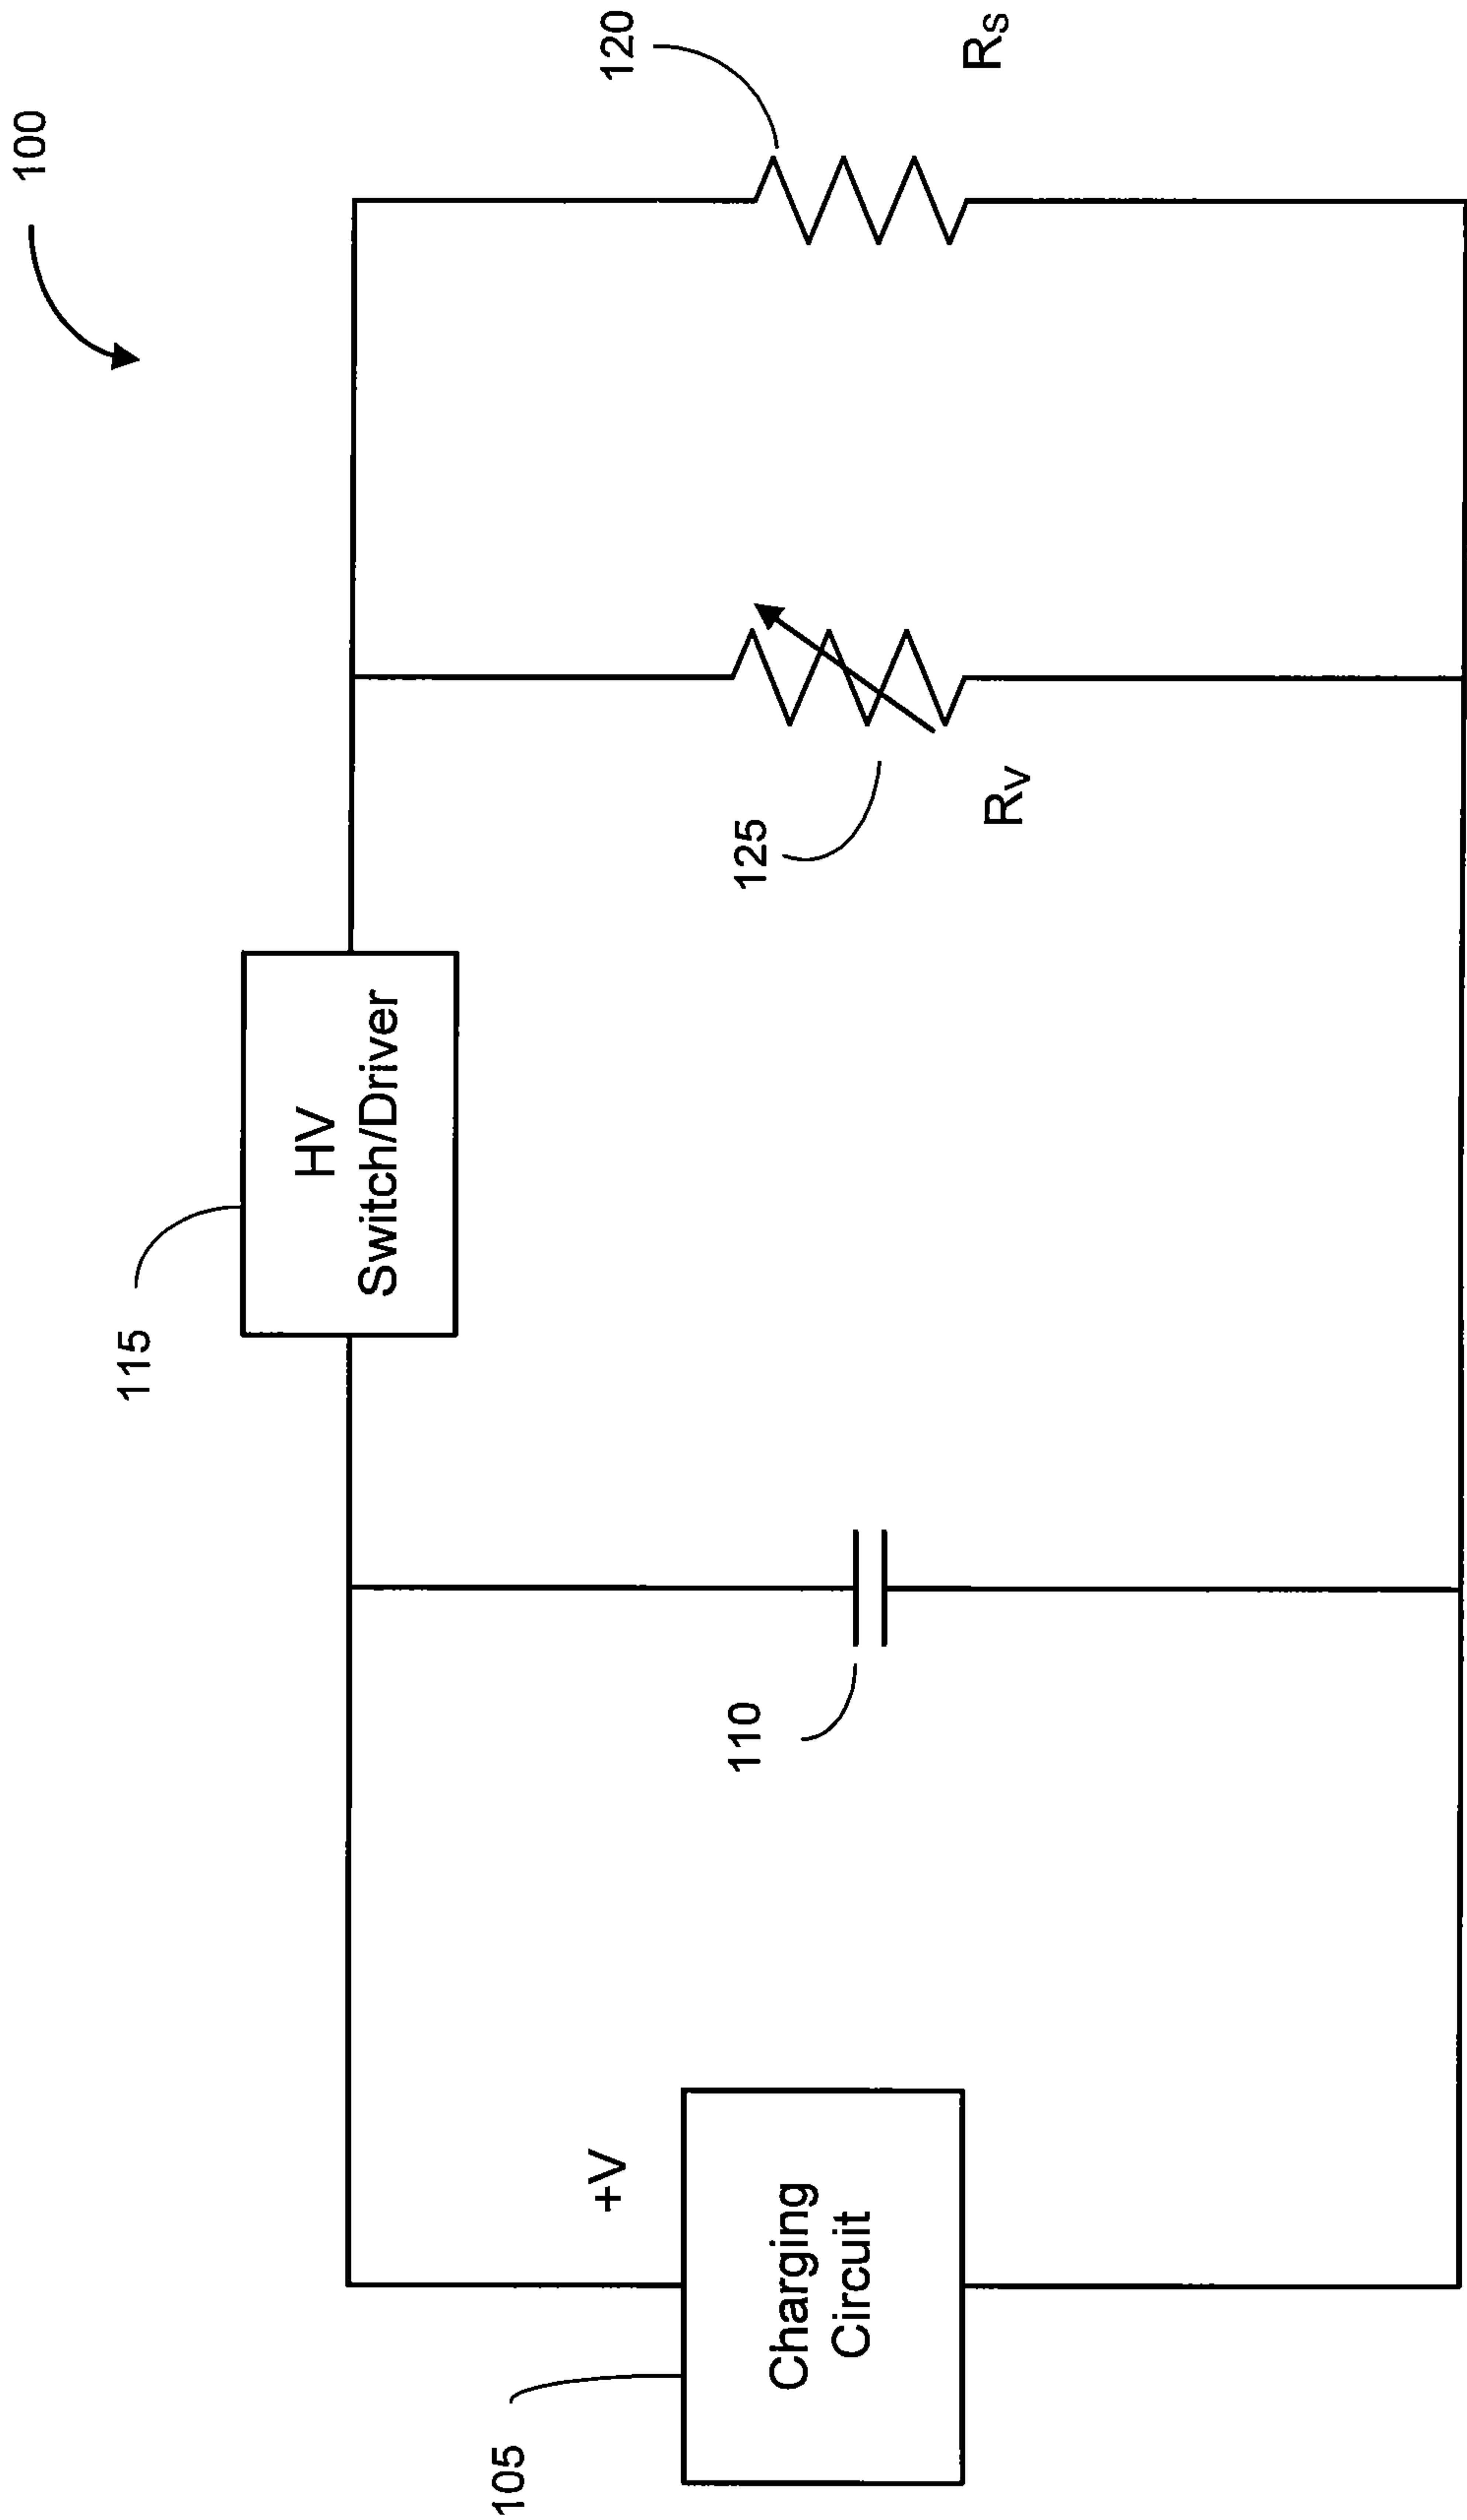 100
115
HV
Switch/Driver
105
+V
Charging
Circuit
110
125
Rv
120
Rs